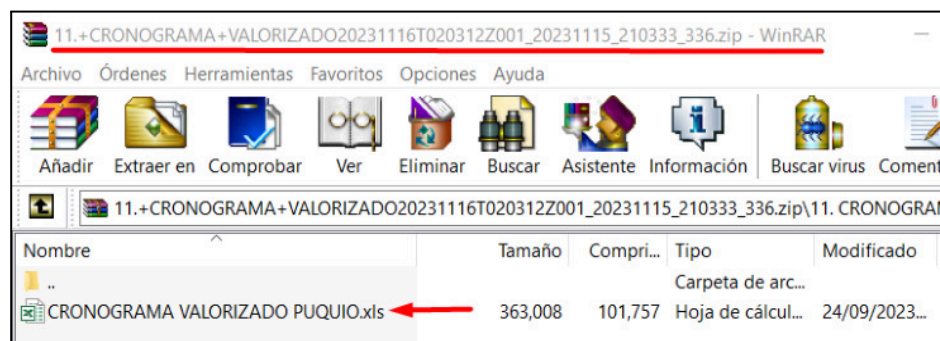 11.+CRONOGRAMA+VALORIZADO20231116T020312Z001_20231115_210333_336.zip - WinRAR
Archivo Órdenes Herramientas Favoritos Opciones Ayuda
Añadir Extraer en Comprobar Ver Eliminar Buscar Asistente Información Buscar virus Coment
11.+CRONOGRAMA+VALORIZADO20231116T020312Z001_20231115_210333_336.zip\11. CRONOGRAM
Nombre Tamaño Compri... Tipo Modificado
.. Carpeta de arc...
CRONOGRAMA VALORIZADO PUQUIO.xls 363,008 101,757 Hoja de cálcul... 24/09/2023...